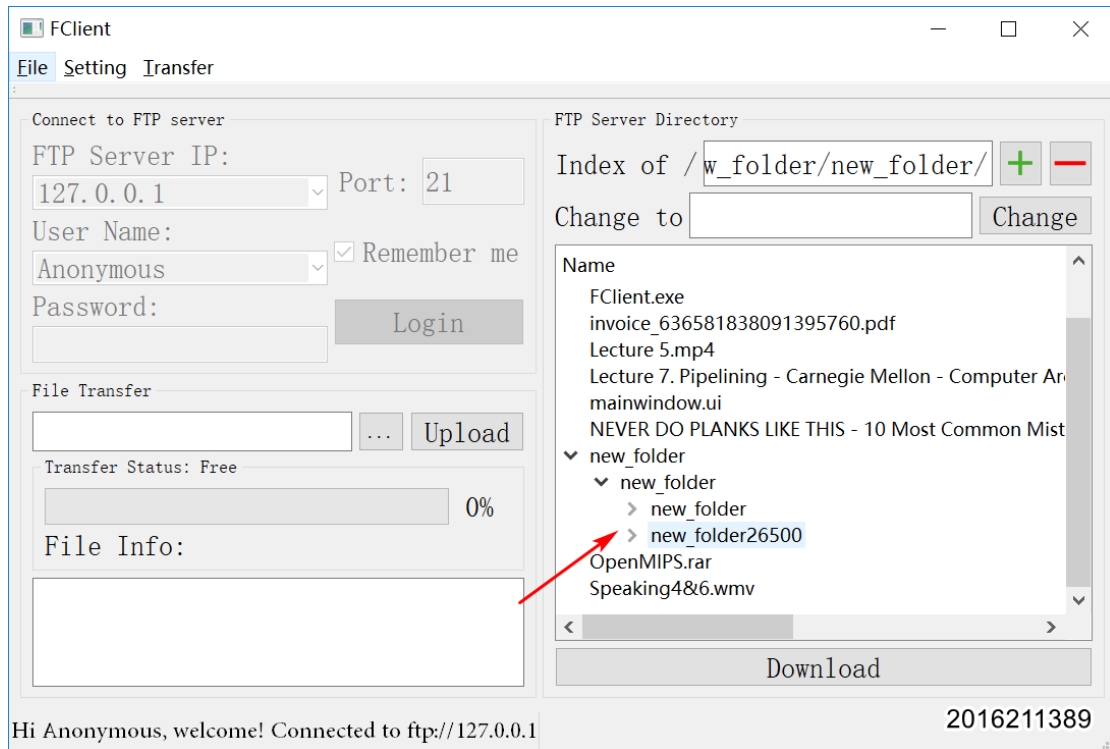 FClient
File Setting Transfer
Connect to FTP server
FTP Server IP:
127.0.0.1
Port: 21
User Name:
Anonymous
Remember me
Password:
Login
File Transfer
... Upload
Transfer Status: Free
0%
File Info:
FTP Server Directory
Index of / w_folder/new_folder/
Change to Change
Name
FClient.exe
invoice_636581838091395760.pdf
Lecture 5.mp4
Lecture 7. Pipelining - Carnegie Mellon - Computer Ar
mainwindow.ui
NEVER DO PLANKS LIKE THIS - 10 Most Common Mist
new_folder
new_folder
new_folder
new_folder26500
OpenMIPS.rar
Speaking4&6.wmv
Download
Hi Anonymous, welcome! Connected to ftp://127.0.0.1
2016211389